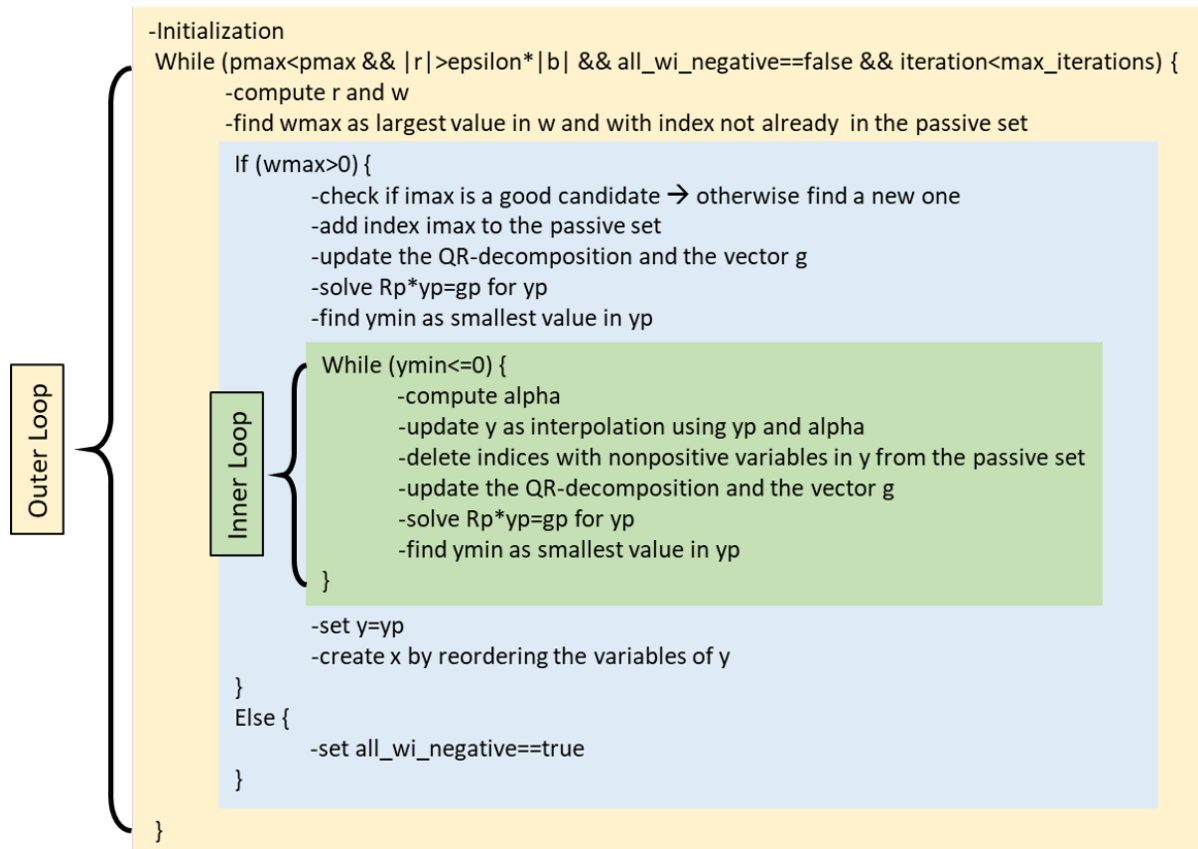 -Initialization
While (pmax<pmax && |r|>epsilon*|b| && all_wi_negative==false && iteration<max_iterations) {
-compute r and w
-find wmax as largest value in w and with index not already in the passive set
If (wmax>0) {
-check if imax is a good candidate → otherwise find a new one
-add index imax to the passive set
-update the QR-decomposition and the vector g
-solve Rp*yp=gp for yp
-find ymin as smallest value in yp
While (ymin<=0) {
-compute alpha
-update y as interpolation using yp and alpha
-delete indices with nonpositive variables in y from the passive set
-update the QR-decomposition and the vector g
-solve Rp*yp=gp for yp
-find ymin as smallest value in yp
}
-set y=yp
-create x by reordering the variables of y
}
Else {
-set all_wi_negative==true
}
}
Outer Loop
Inner Loop